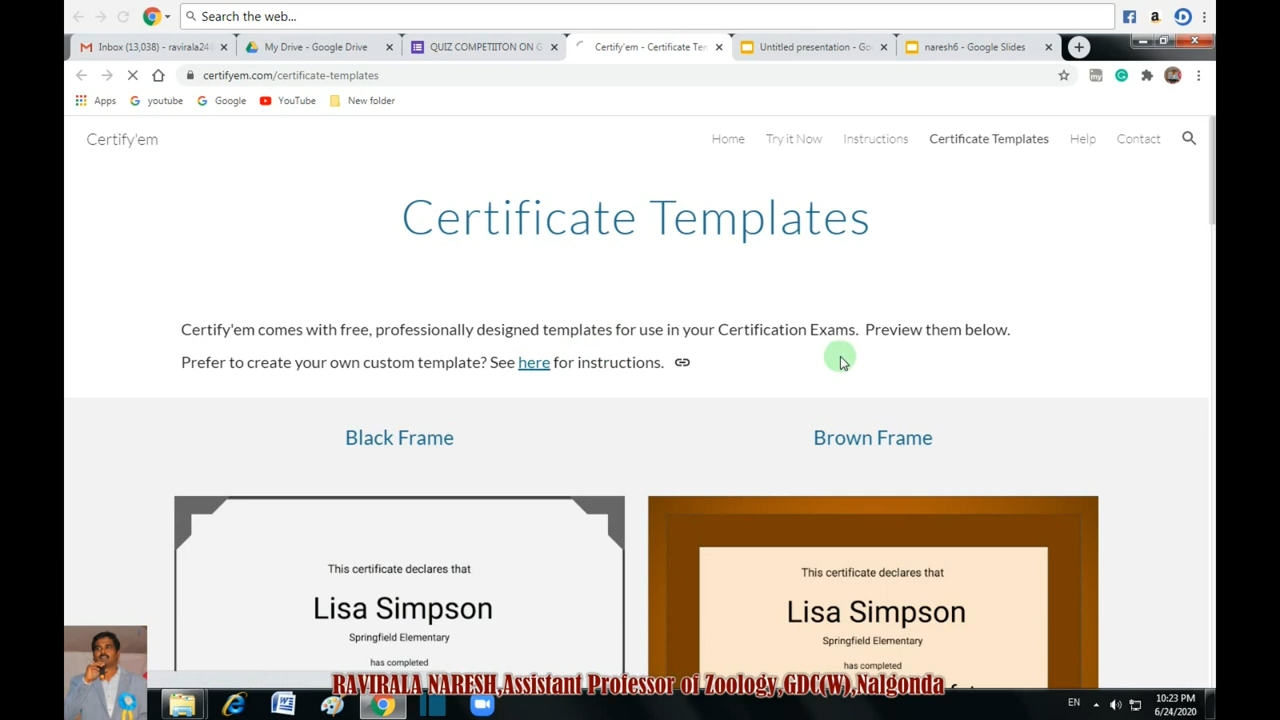 Search the web...
Inbox (13,038) - ravirala24
My Drive - Google Drive
QUIZ COMPETIITON ON G
Certify'em - Certificate Tem
Untitled presentation - Go
naresh6 - Google Slides
certifyem.com/certificate-templates
Apps
youtube
Google
YouTube
New folder
Certify'em
Home
Try it Now
Instructions
Certificate Templates
Help
Contact
Certificate Templates
Certify'em comes with free, professionally designed templates for use in your Certification Exams. Preview them below.
Prefer to create your own custom template? See here for instructions.
Black Frame
Brown Frame
This certificate declares that
Lisa Simpson
Springfield Elementary
has completed
This certificate declares that
Lisa Simpson
Springfield Elementary
has completed
RAVIRALA NARESH,Assistant Professor of Zoology,GDC(W),Nalgonda
EN
10:23 PM
6/24/2020